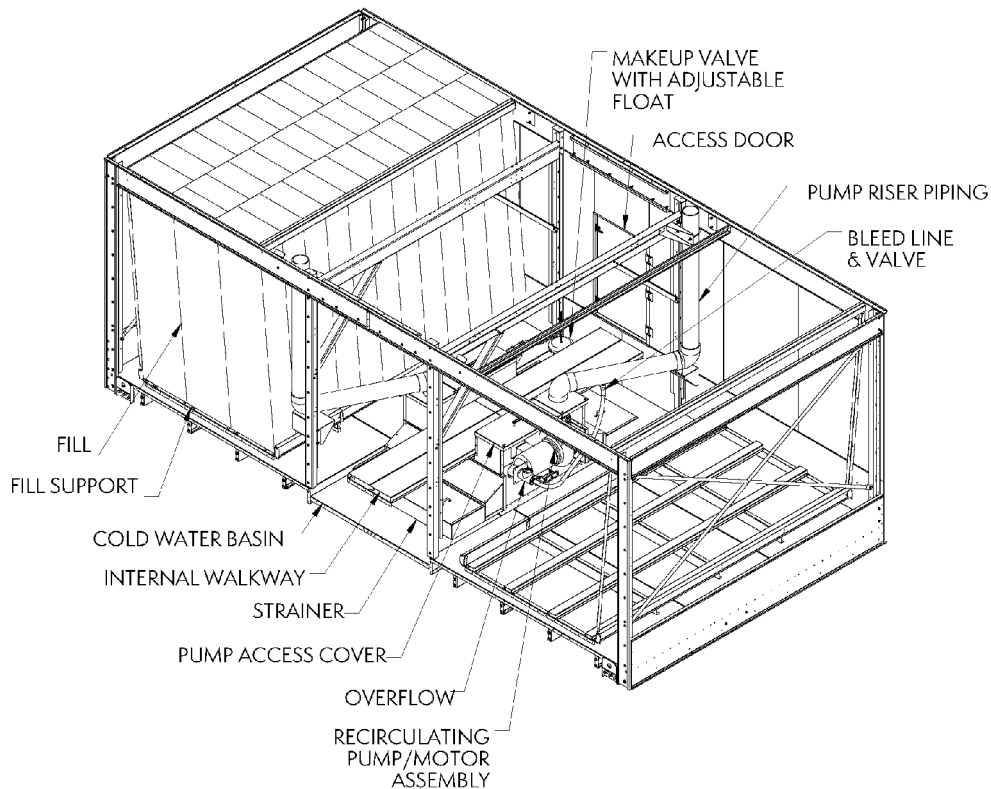 MAKEUP VALVE
WITH ADJUSTABLE
FLOAT
ACCESS DOOR
PUMP RISER PIPING
BLEED LINE
& VALVE
FILL
FILL SUPPORT
COLD WATER BASIN
INTERNAL WALKWAY
STRAINER
PUMP ACCESS COVER
OVERFLOW
RECIRCULATING
PUMP/MOTOR
ASSEMBLY